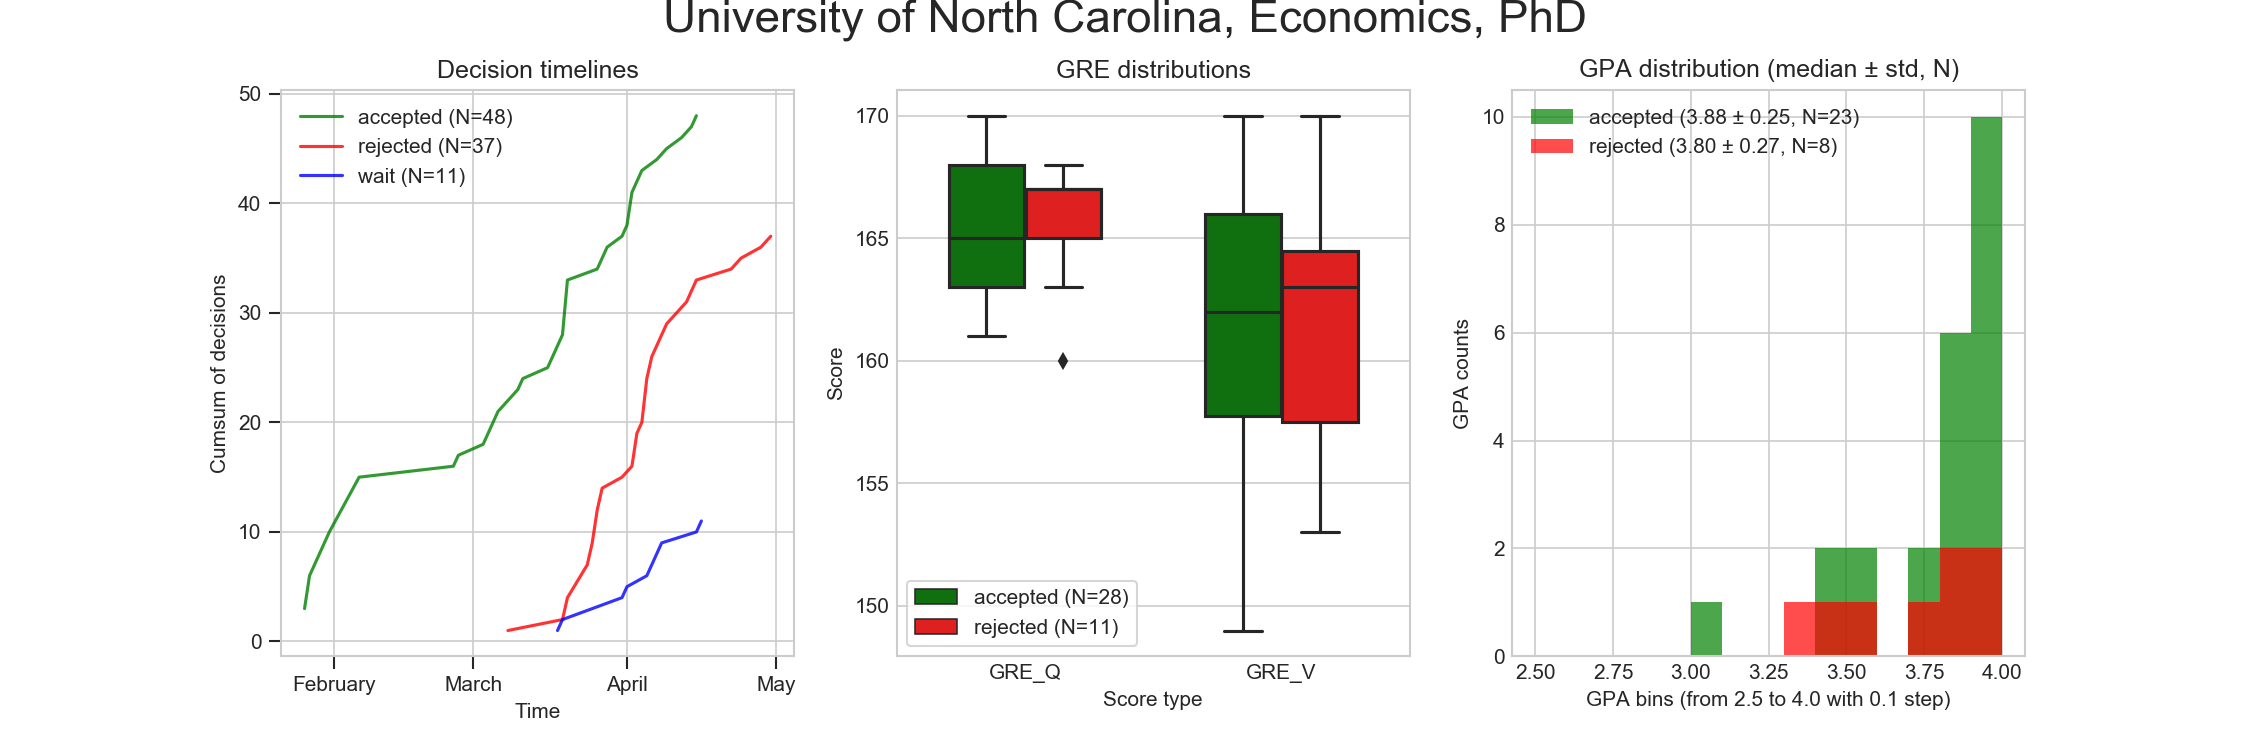 University of North Carolina, Economics, PhD
Decision timelines
50
40
30
20
10
0
Cumsum of decisions
accepted (N=48)
rejected (N=37)
wait (N=11)
February March April May
Time
GRE distributions
170
165
160
155
150
Score
accepted (N=28)
rejected (N=11)
GRE_Q GRE_V
Score type
GPA distribution (median ± std, N)
10
8
6
4
2
0
GPA counts
accepted (3.88 ± 0.25, N=23)
rejected (3.80 ± 0.27, N=8)
2.50 2.75 3.00 3.25 3.50 3.75 4.00
GPA bins (from 2.5 to 4.0 with 0.1 step)